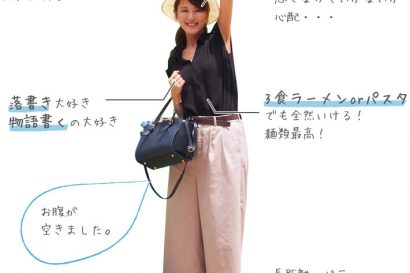 心配・・・
落書き大好き
物語書くの大好き
3食ラーメンorパスタ
でも全然いける！
麺類最高！
お腹が
空きました。